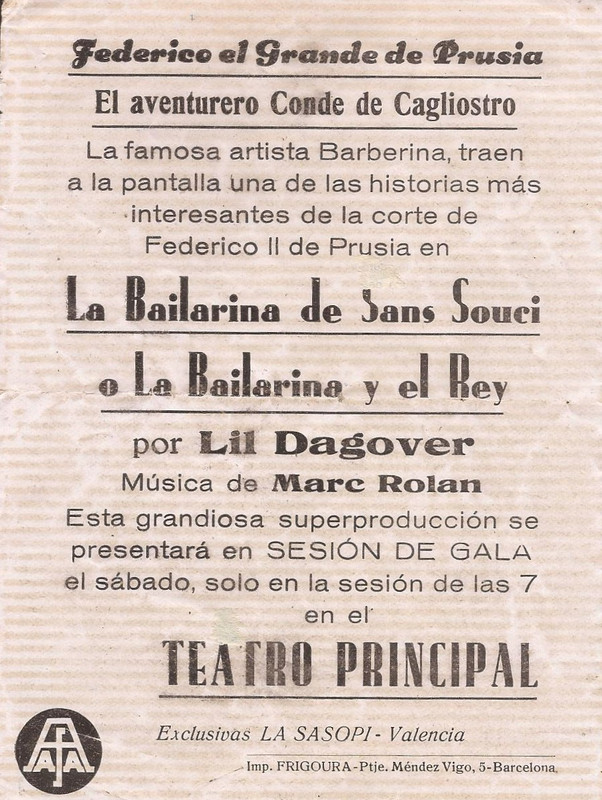 Federico el Grande de Prusia
El aventurero Conde de Cagliostro
La famosa artista Barberina, traen
a la pantalla una de las historias más
interesantes de la corte de
Federico II de Prusia en
La Bailarina de Sans Souci
o La Bailarina y el Rey
por Lil Dagover
Música de Marc Rolan
Esta grandiosa superproducción se
presentará en SESIÓN DE GALA
el sábado, solo en la sesión de las 7
en el
TEATRO PRINCIPAL
Exclusivas LA SASOPI - Valencia
Imp. FRIGOURA-Ptje. Méndez Vigo, 5-Barcelona